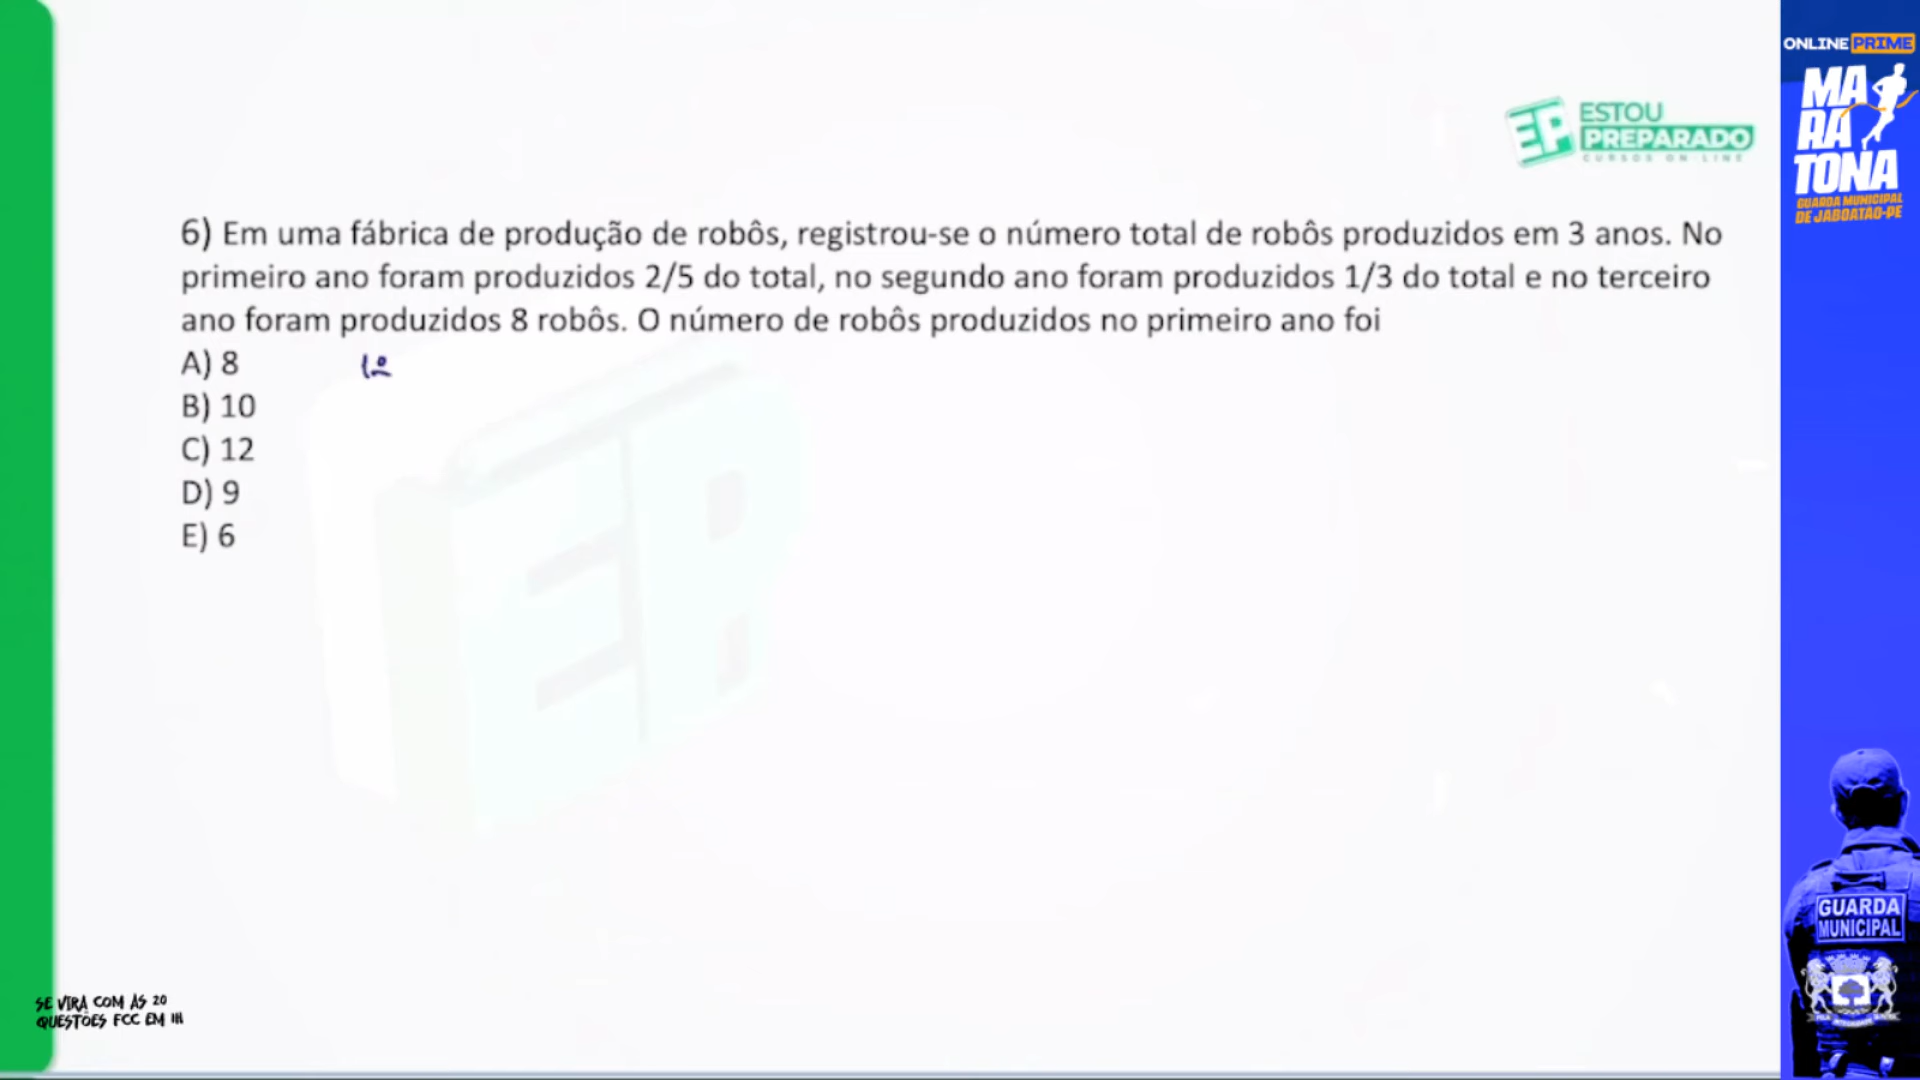 ONLINE PRIME
MA
RA
TONA
GUARDA MUNICIPAL
DE JABOATÃO-PE
ESTOU
PREPARADO
CURSOS ON LINE
6) Em uma fábrica de produção de robôs, registrou-se o número total de robôs produzidos em 3 anos. No
primeiro ano foram produzidos 2/5 do total, no segundo ano foram produzidos 1/3 do total e no terceiro
ano foram produzidos 8 robôs. O número de robôs produzidos no primeiro ano foi
A) 8
1º
B) 10
C) 12
D) 9
E) 6
GUARDA
MUNICIPAL
SE VIRA COM AS 20
QUESTÕES FCC EM 1H